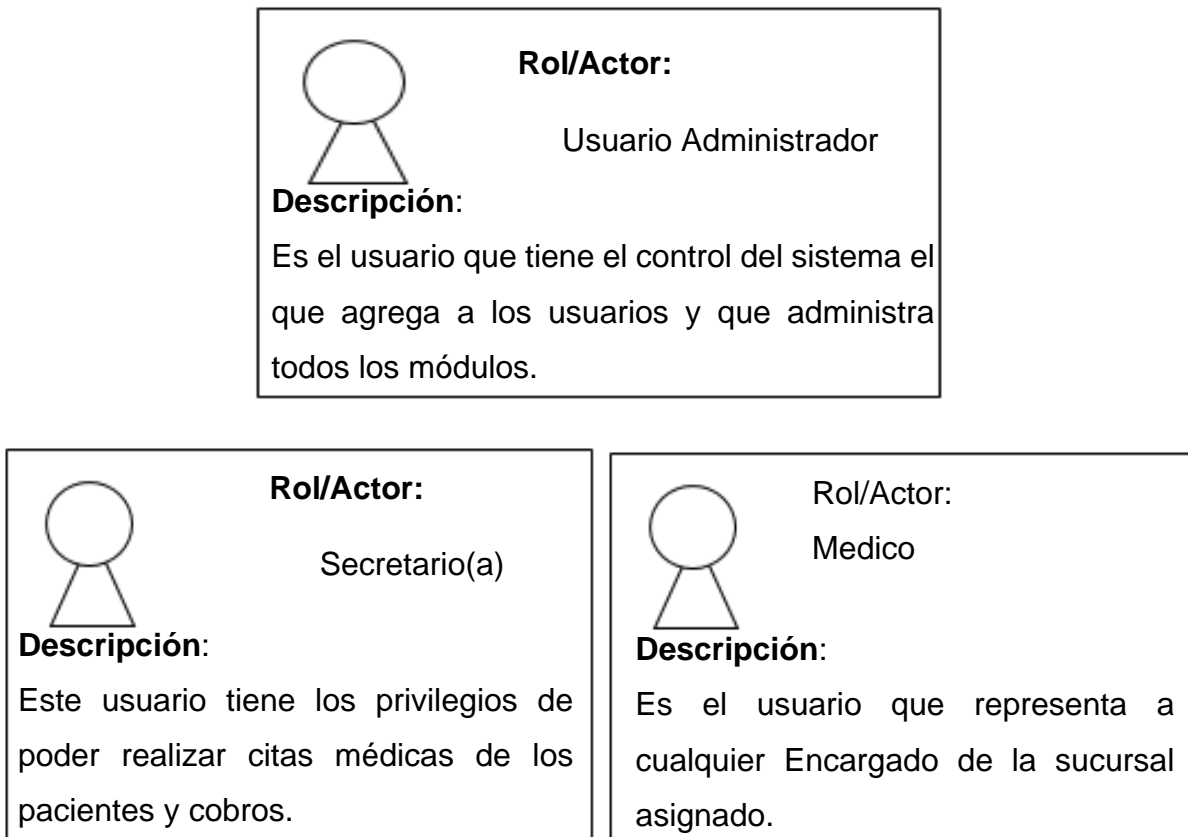 Rol/Actor:
Usuario Administrador
Descripción:
Es el usuario que tiene el control del sistema el
que agrega a los usuarios y que administra
todos los módulos.
Rol/Actor:
Secretario(a)
Descripción:
Este usuario tiene los privilegios de
poder realizar citas médicas de los
pacientes y cobros.
Rol/Actor:
Medico
Descripción:
Es el usuario que representa a
cualquier Encargado de la sucursal
asignado.